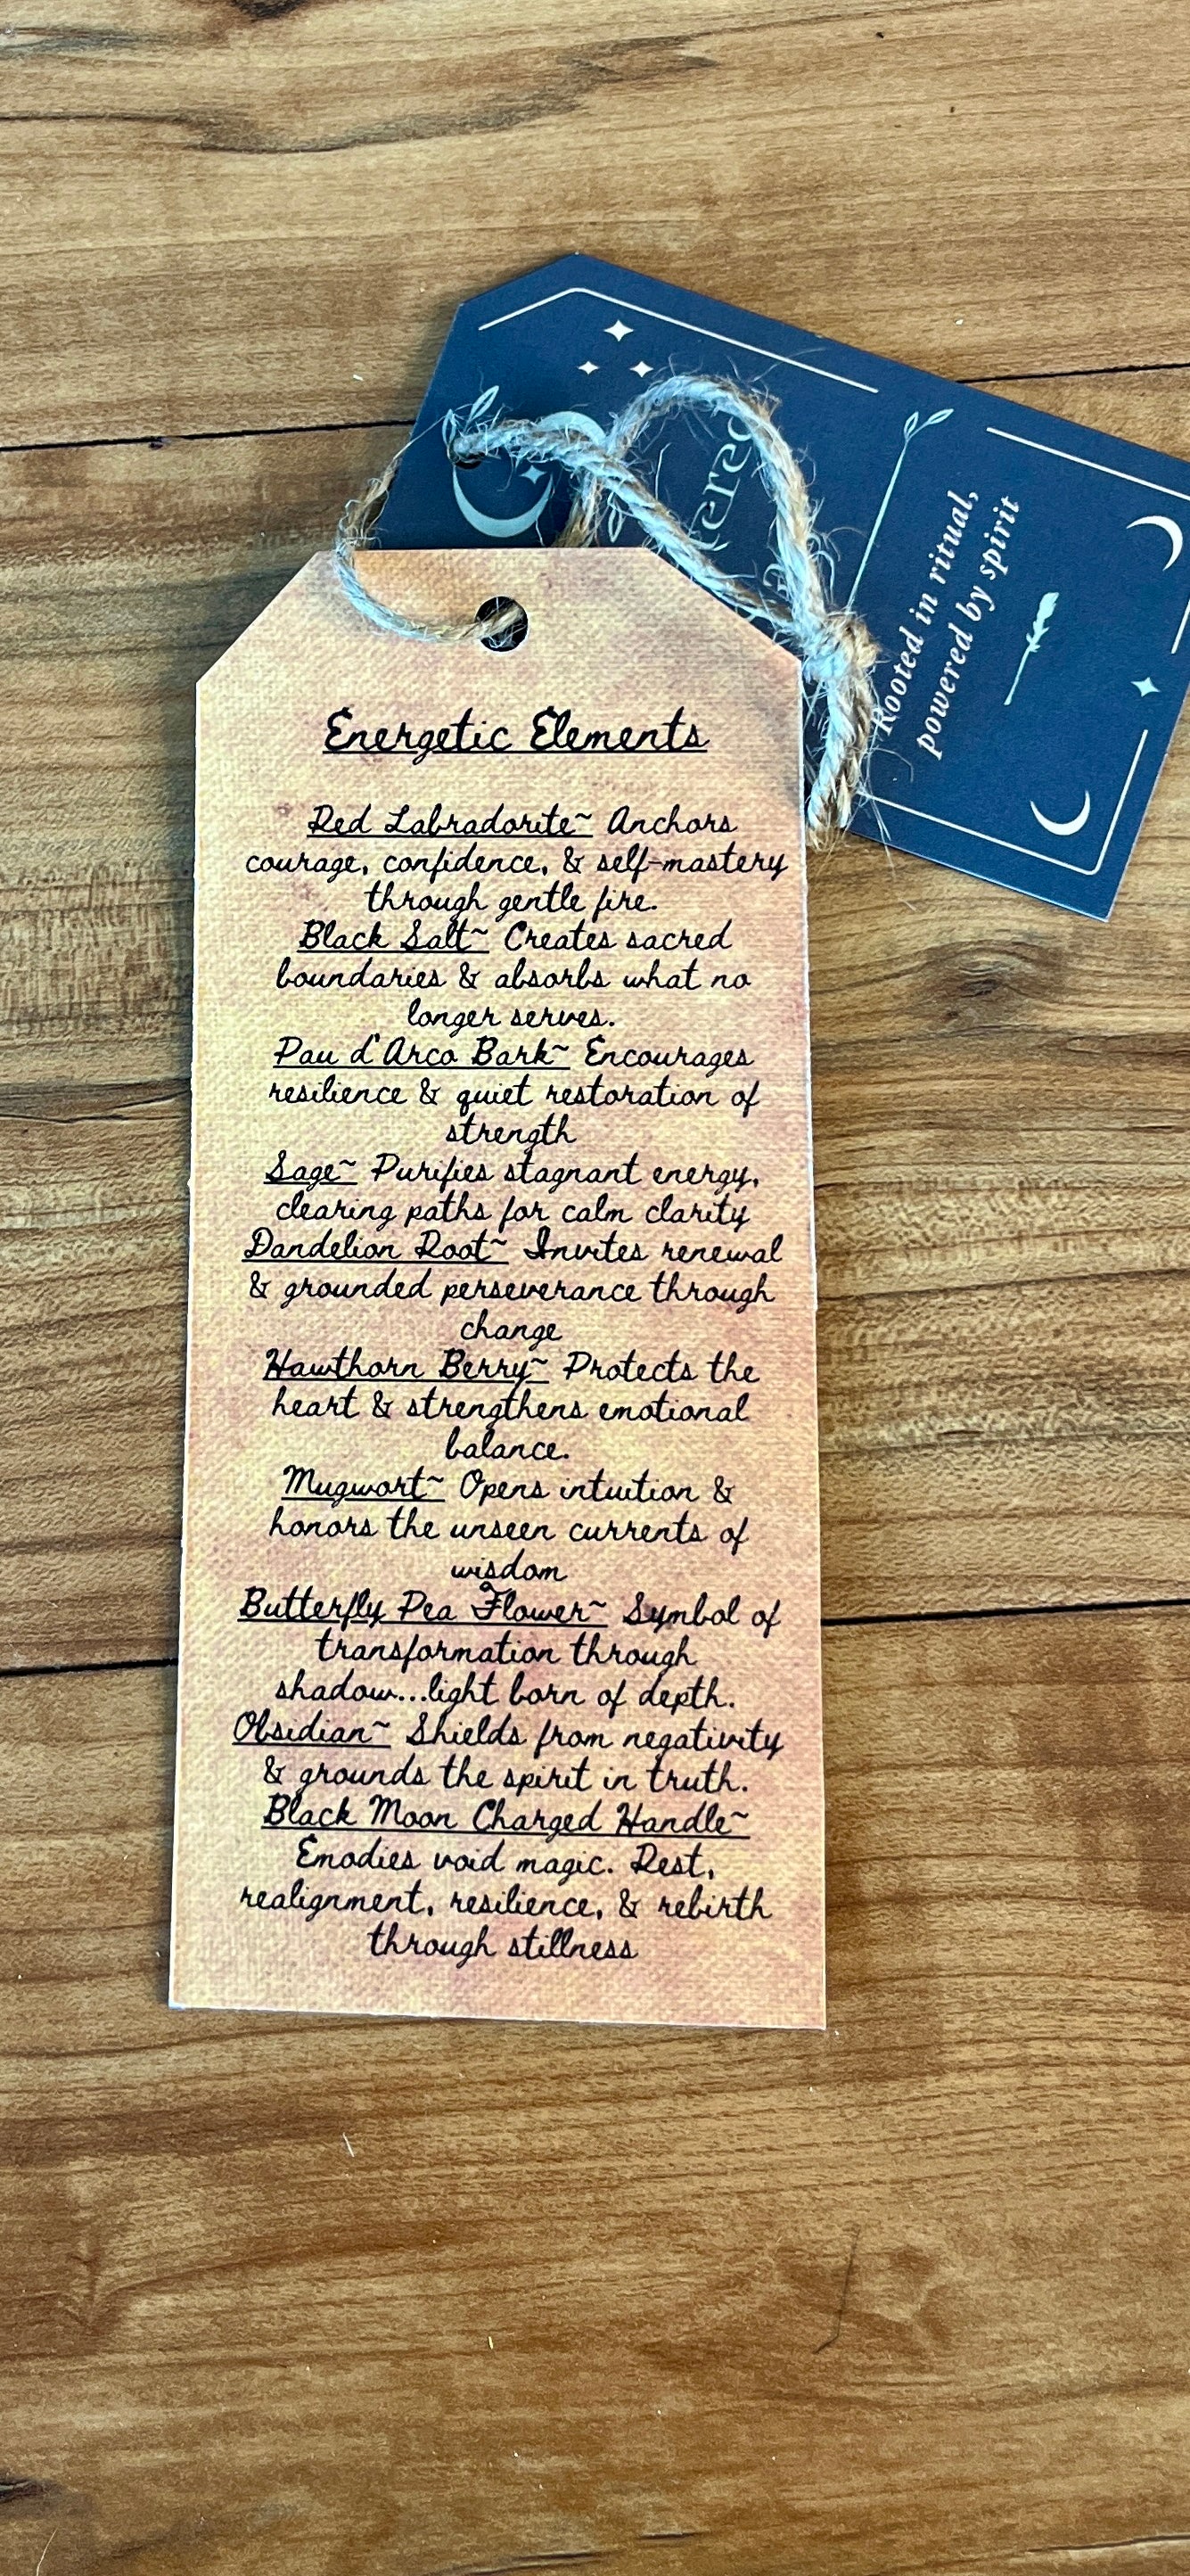 Energetic Elements
Red Labradorite~ Anchors
courage, confidence, & self-mastery
through gentle fire.
Black Salt~ Creates sacred
boundaries & absorbs what no
longer serves.
Pau d'Arco Bark~ Encourages
resilience & quiet restoration of
strength
Sage~ Purifies stagnant energy,
clearing paths for calm clarity
Dandelion Root~ Invites renewal
& grounded perseverance through
change
Hawthorn Berry~ Protects the
heart & strengthens emotional
balance.
Mugwort~ Opens intuition &
honors the unseen currents of
wisdom
Butterfly Pea Flower~ Symbol of
transformation through
shadow...light born of depth.
Obsidian~ Shields from negativity
& grounds the spirit in truth.
Black Moon Charged Handle~
Emodies void magic. Rest,
realignment, resilience, & rebirth
through stillness
Rooted in ritual,
powered by spirit